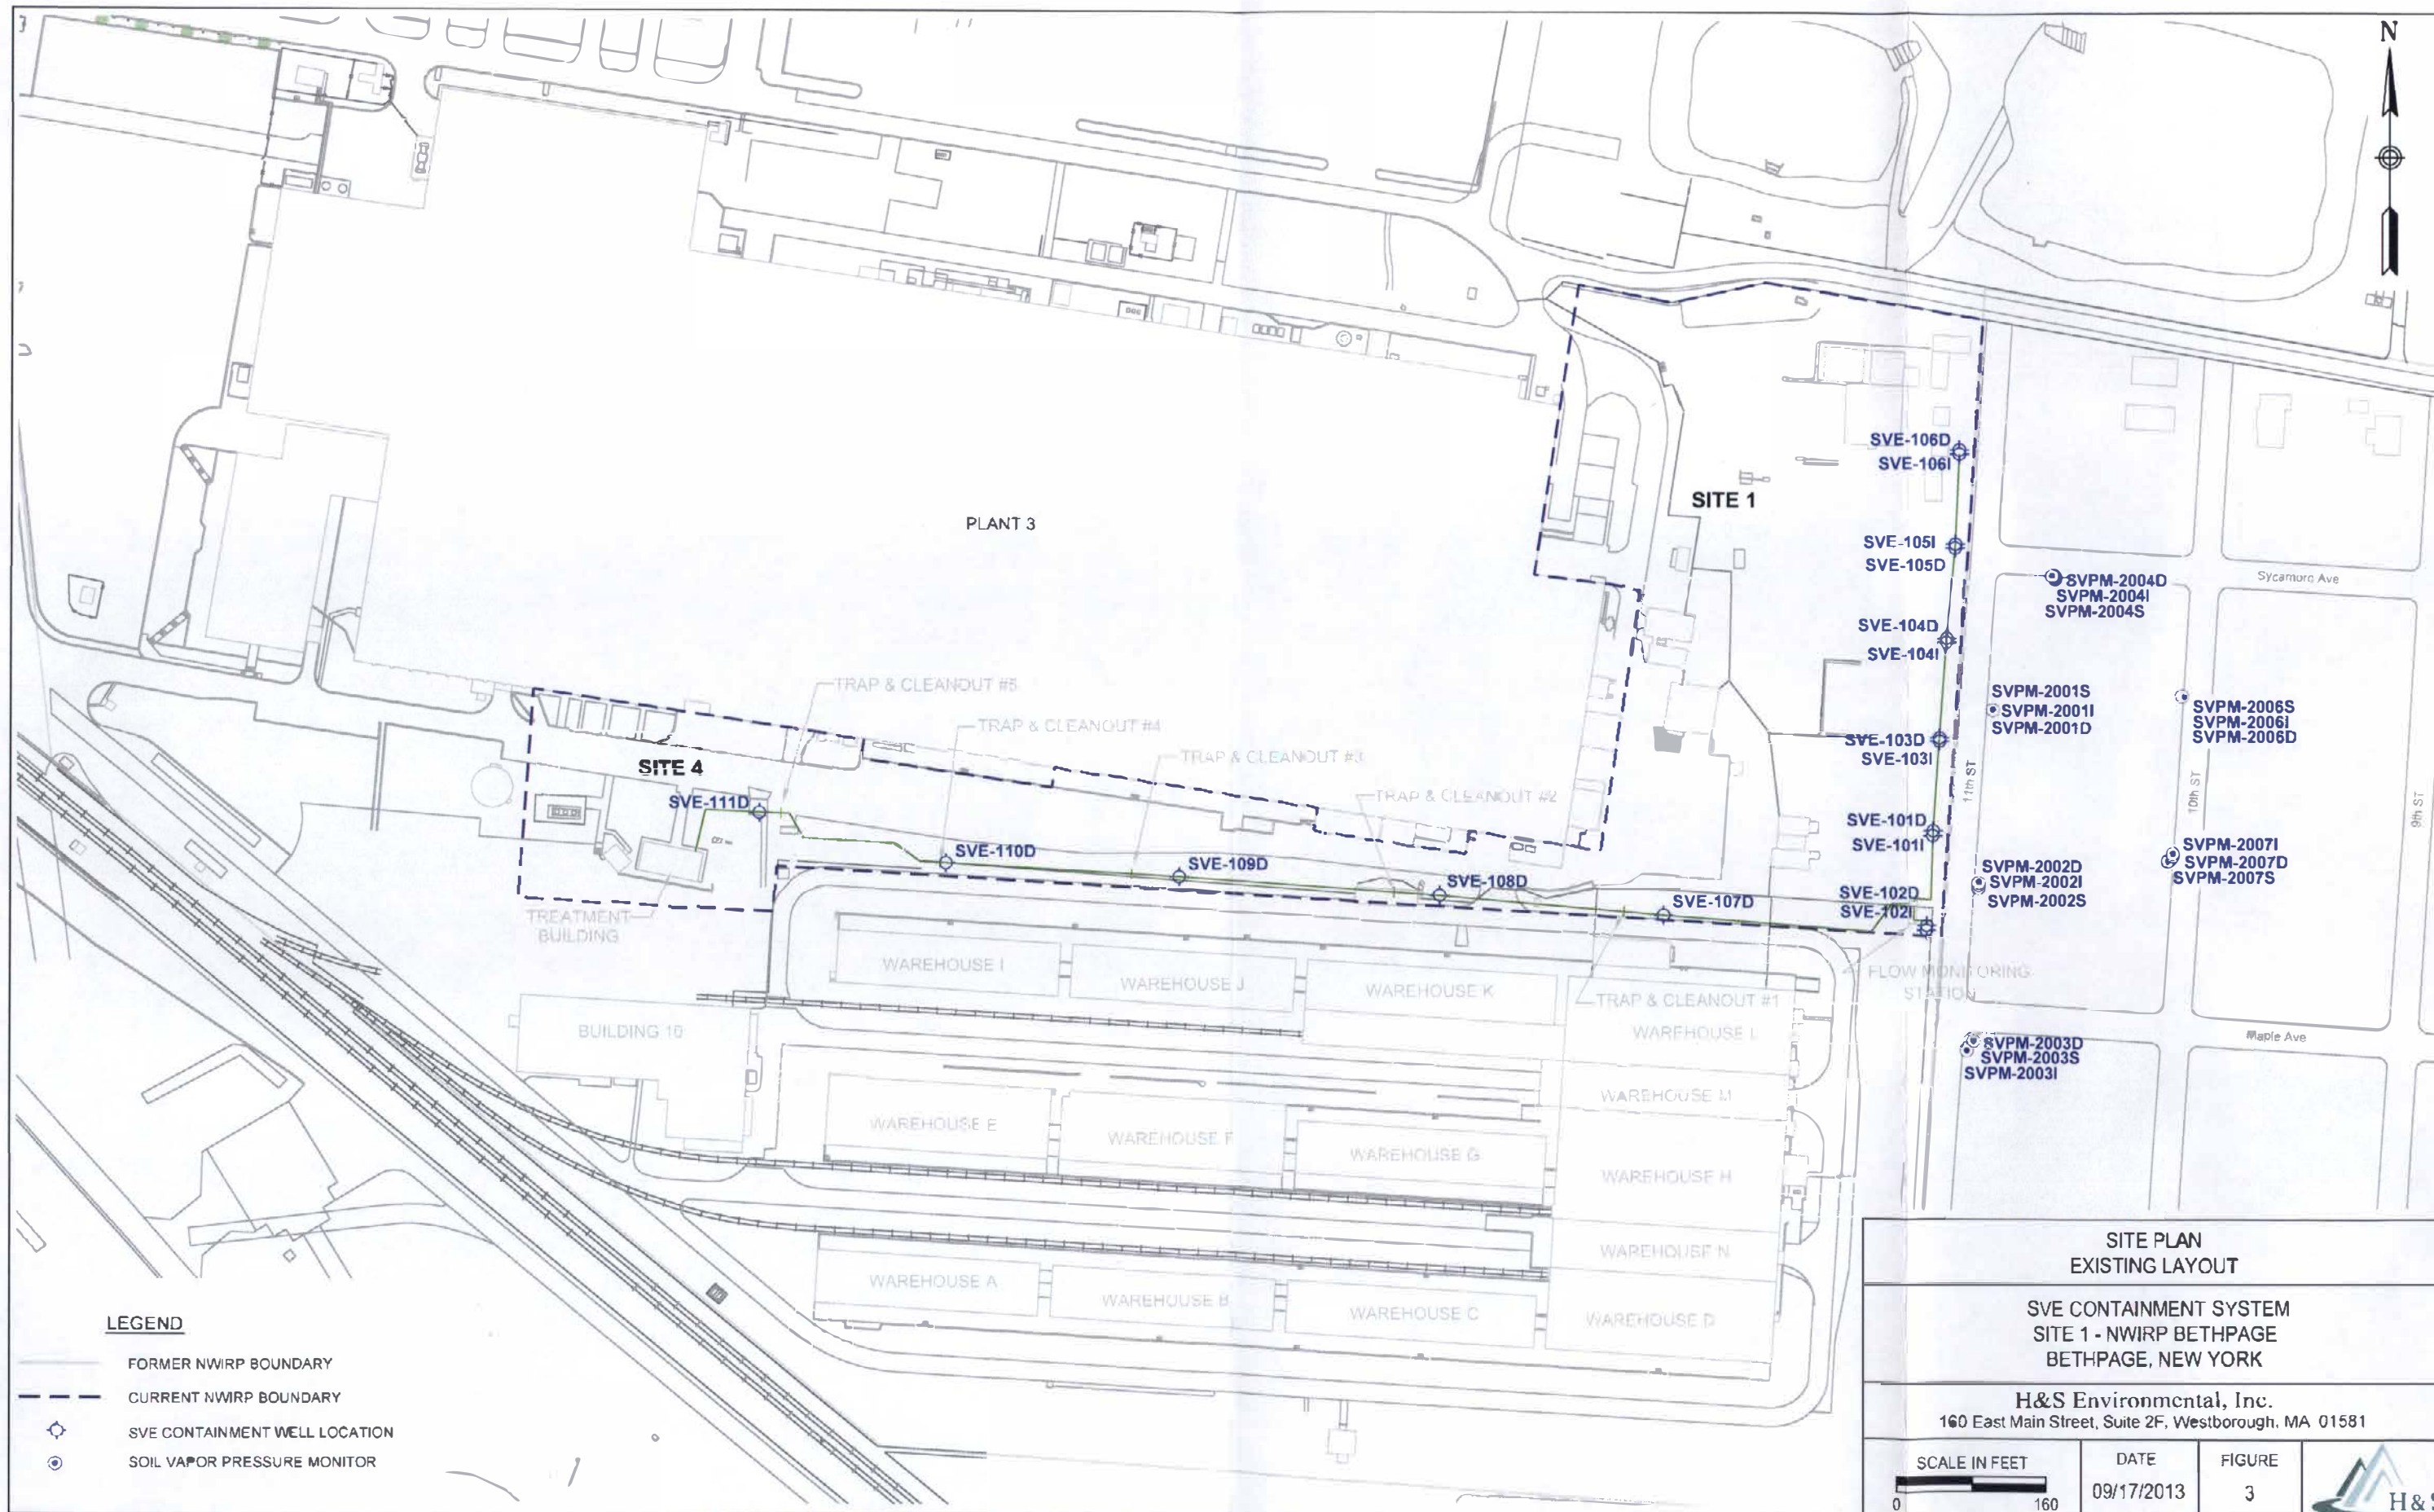 N
PLANT 3
SITE 1
SITE 4
SVE-106D
SVE-106I
SVE-105I
SVE-105D
SVE-104D
SVE-104I
SVE-103D
SVE-103I
SVE-101D
SVE-101I
SVE-102D
SVE-102I
SVPM-2004D
SVPM-2004I
SVPM-2004S
SVPM-2001S
SVPM-2001I
SVPM-2001D
SVPM-2006S
SVPM-2006I
SVPM-2006D
SVPM-2007I
SVPM-2007D
SVPM-2007S
SVPM-2002D
SVPM-2002I
SVPM-2002S
SVPM-2003D
SVPM-2003S
SVPM-2003I
Sycamore Ave
Maple Ave
11th ST
10th ST
9th ST
TRAP & CLEANOUT #5
TRAP & CLEANOUT #4
TRAP & CLEANOUT #3
TRAP & CLEANOUT #2
TRAP & CLEANOUT #1
SVE-111D
SVE-110D
SVE-109D
SVE-108D
SVE-107D
TREATMENT
BUILDING
FLOW MONITORING
STATION
BUILDING 10
WAREHOUSE I
WAREHOUSE J
WAREHOUSE K
WAREHOUSE L
WAREHOUSE M
WAREHOUSE E
WAREHOUSE F
WAREHOUSE G
WAREHOUSE H
WAREHOUSE N
WAREHOUSE A
WAREHOUSE B
WAREHOUSE C
WAREHOUSE D
LEGEND
FORMER NWIRP BOUNDARY
CURRENT NWIRP BOUNDARY
SVE CONTAINMENT WELL LOCATION
SOIL VAPOR PRESSURE MONITOR
SITE PLAN
EXISTING LAYOUT
SVE CONTAINMENT SYSTEM
SITE 1 - NWIRP BETHPAGE
BETHPAGE, NEW YORK
H&S Environmental, Inc.
160 East Main Street, Suite 2F, Westborough, MA 01581
SCALE IN FEET
0 160
DATE
09/17/2013
FIGURE
3
H&